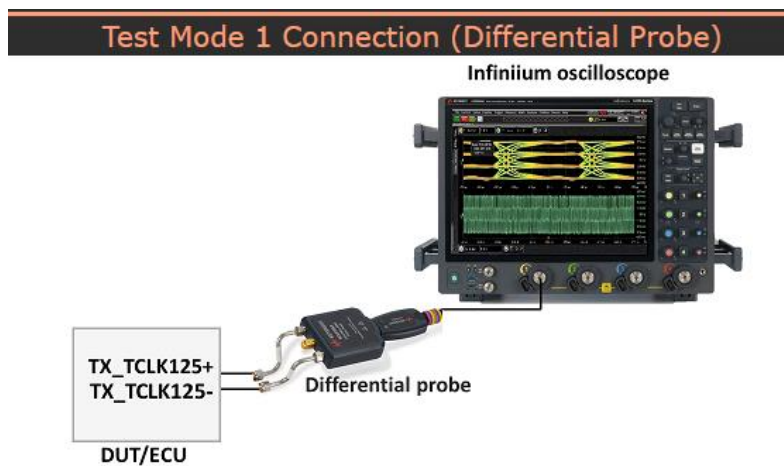 Test Mode 1 Connection (Differential Probe)
Infiniium oscilloscope
TX_TCLK125+
TX_TCLK125-
Differential probe
DUT/ECU